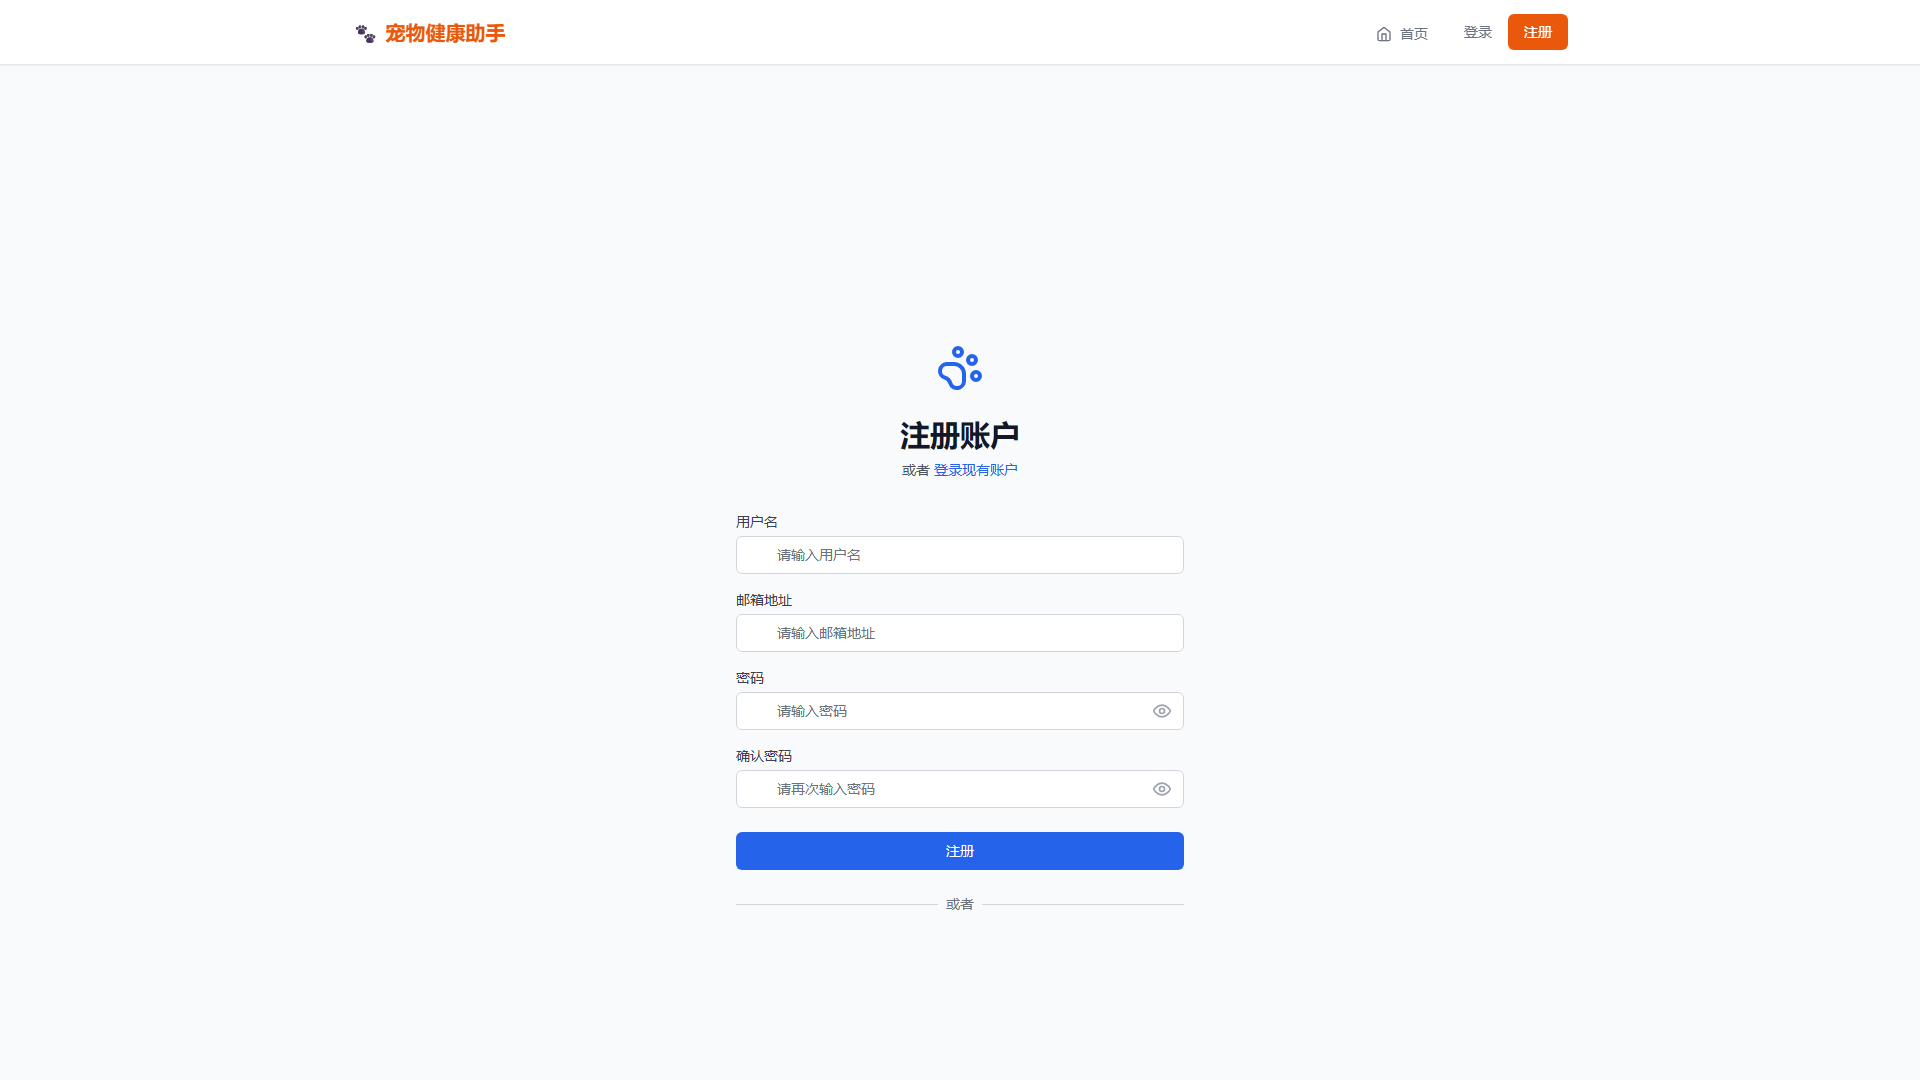 宠物健康助手
首页
登录
注册
注册账户
或者 登录现有账户
用户名
请输入用户名
邮箱地址
请输入邮箱地址
密码
请输入密码
确认密码
请再次输入密码
注册
或者